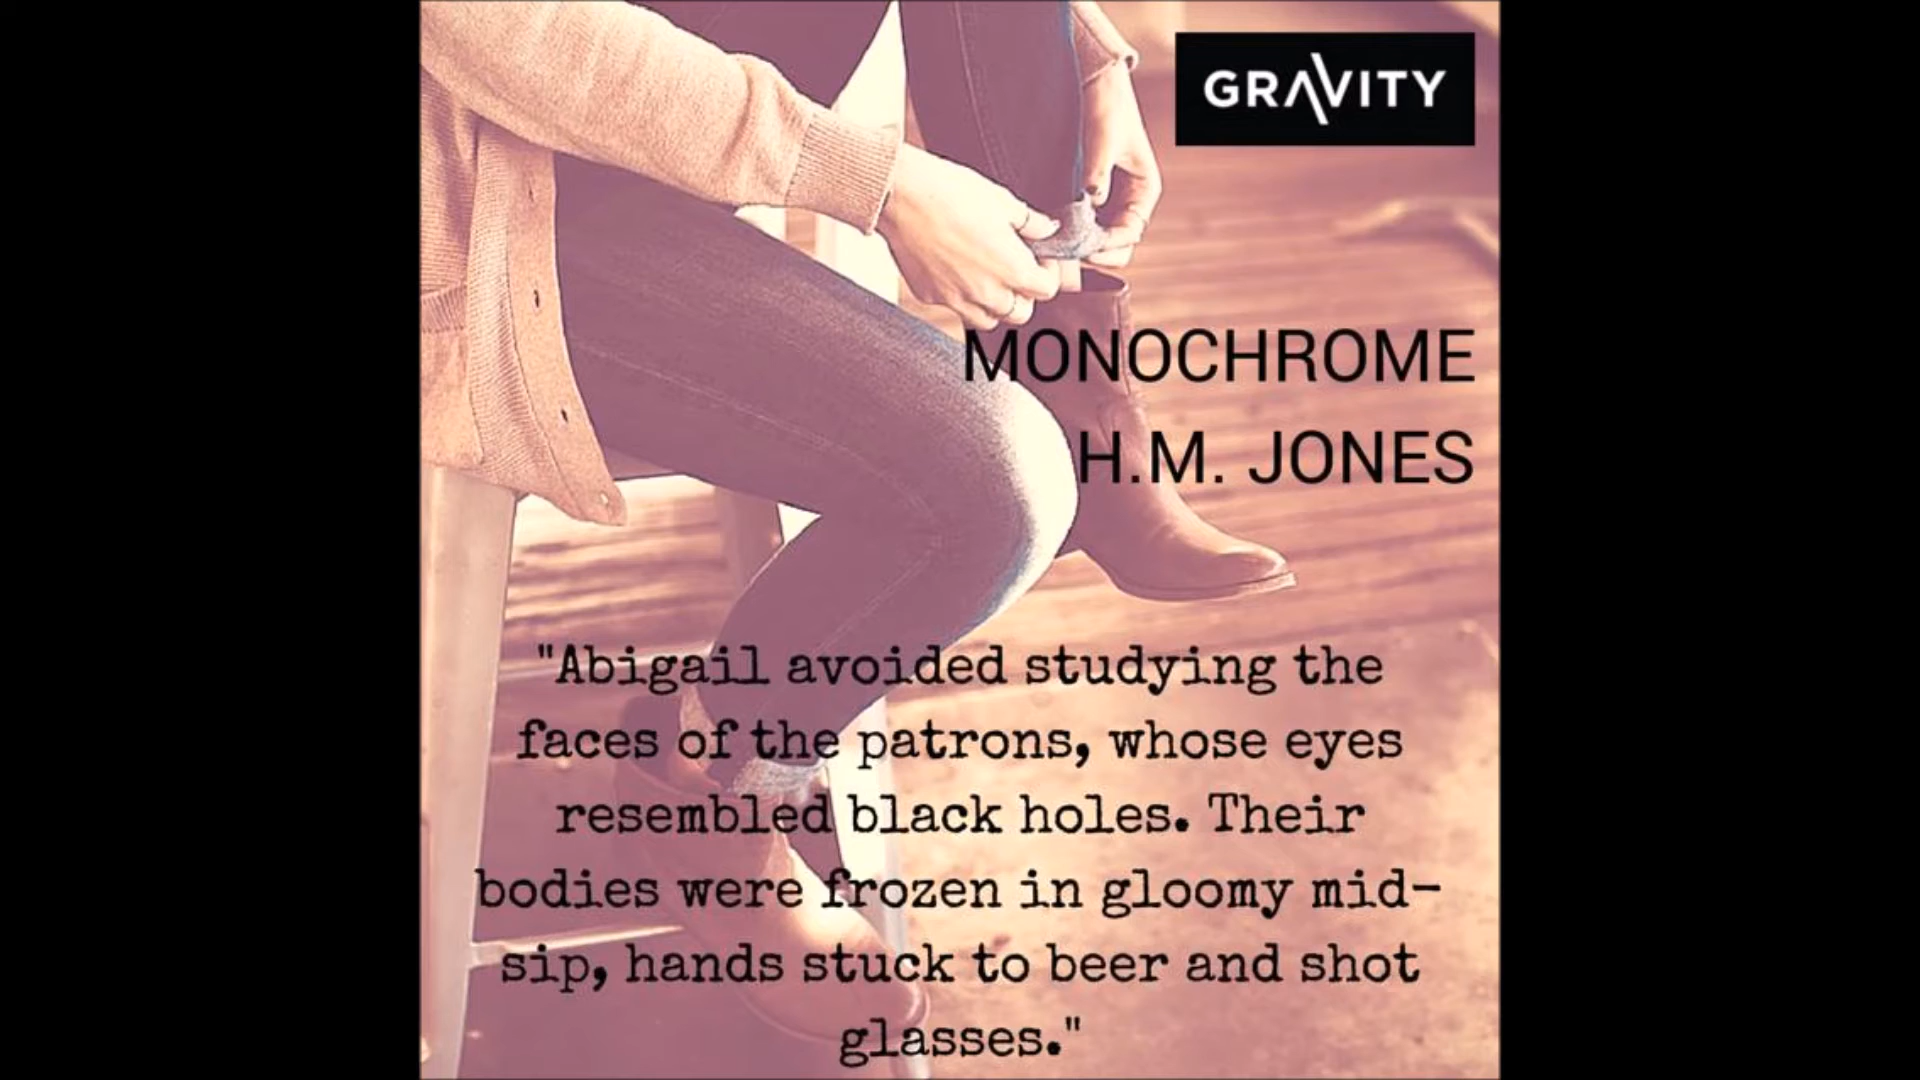 GRAVITY
MONOCHROME
H.M. JONES
"Abigail avoided studying the
faces of the patrons, whose eyes
resembled black holes. Their
bodies were frozen in gloomy mid-
sip, hands stuck to beer and shot
glasses."